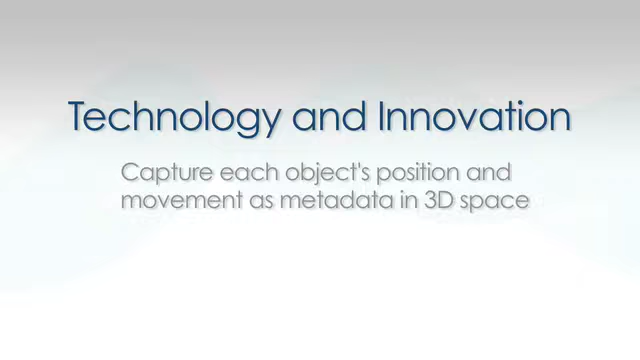 Technology and Innovation
Capture each object's position and
movement as metadata in 3D space